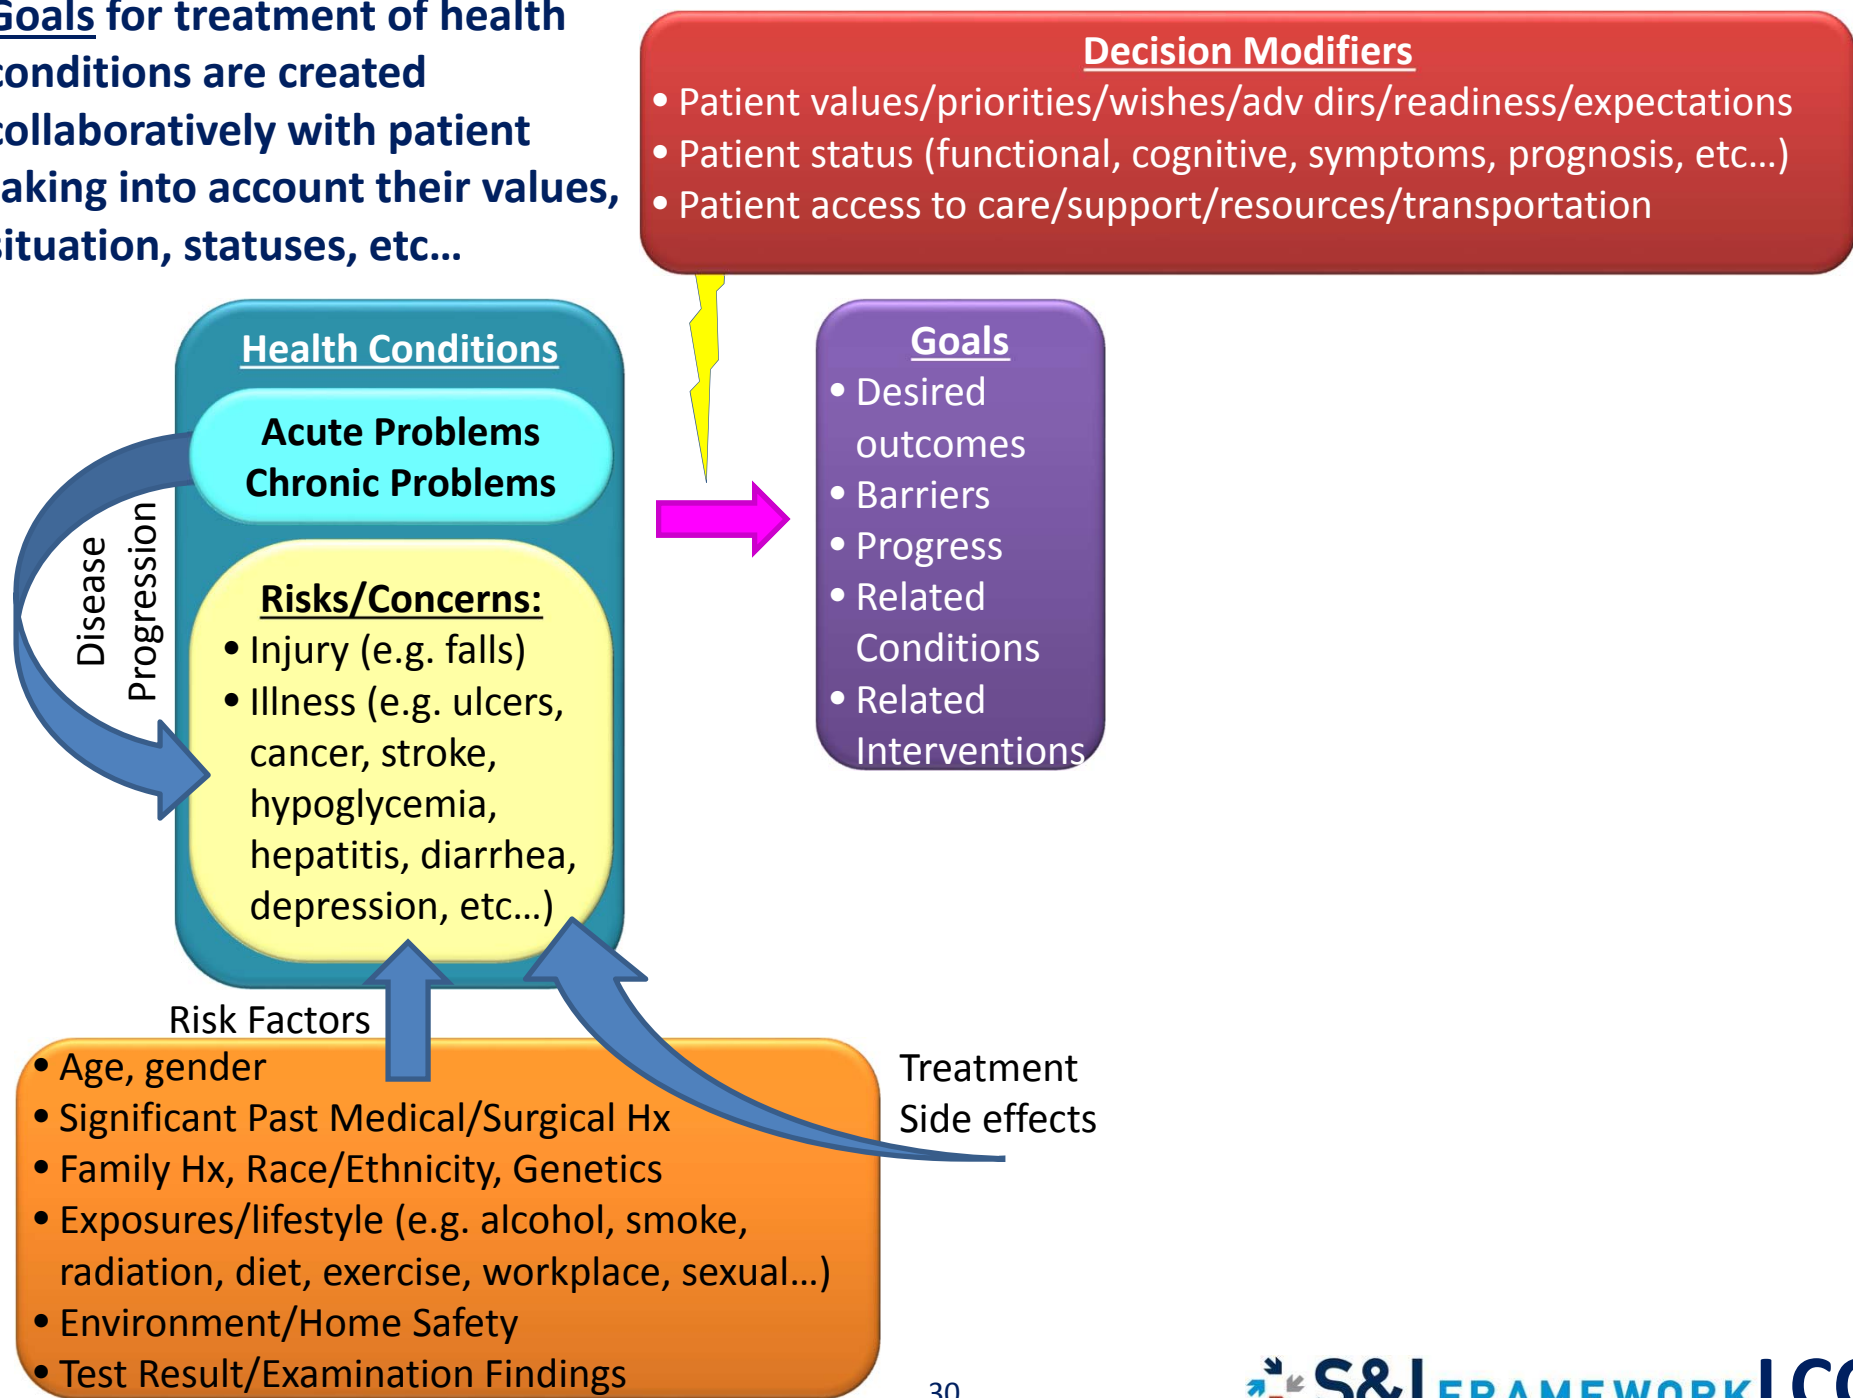 Goals for treatment of health
conditions are created
collaboratively with patient
taking into account their values,
situation, statuses, etc…
Decision Modifiers
• Patient values/priorities/wishes/adv dirs/readiness/expectations
• Patient status (functional, cognitive, symptoms, prognosis, etc…)
• Patient access to care/support/resources/transportation
Health Conditions
Acute Problems
Chronic Problems
Disease
Progression
Risks/Concerns:
• Injury (e.g. falls)
• Illness (e.g. ulcers,
cancer, stroke,
hypoglycemia,
hepatitis, diarrhea,
depression, etc…)
Goals
• Desired
outcomes
• Barriers
• Progress
• Related
Conditions
• Related
Interventions
Risk Factors
• Age, gender
• Significant Past Medical/Surgical Hx
• Family Hx, Race/Ethnicity, Genetics
• Exposures/lifestyle (e.g. alcohol, smoke,
radiation, diet, exercise, workplace, sexual…)
• Environment/Home Safety
• Test Result/Examination Findings
Treatment
Side effects
30
S&I FRAMEWORK LCC